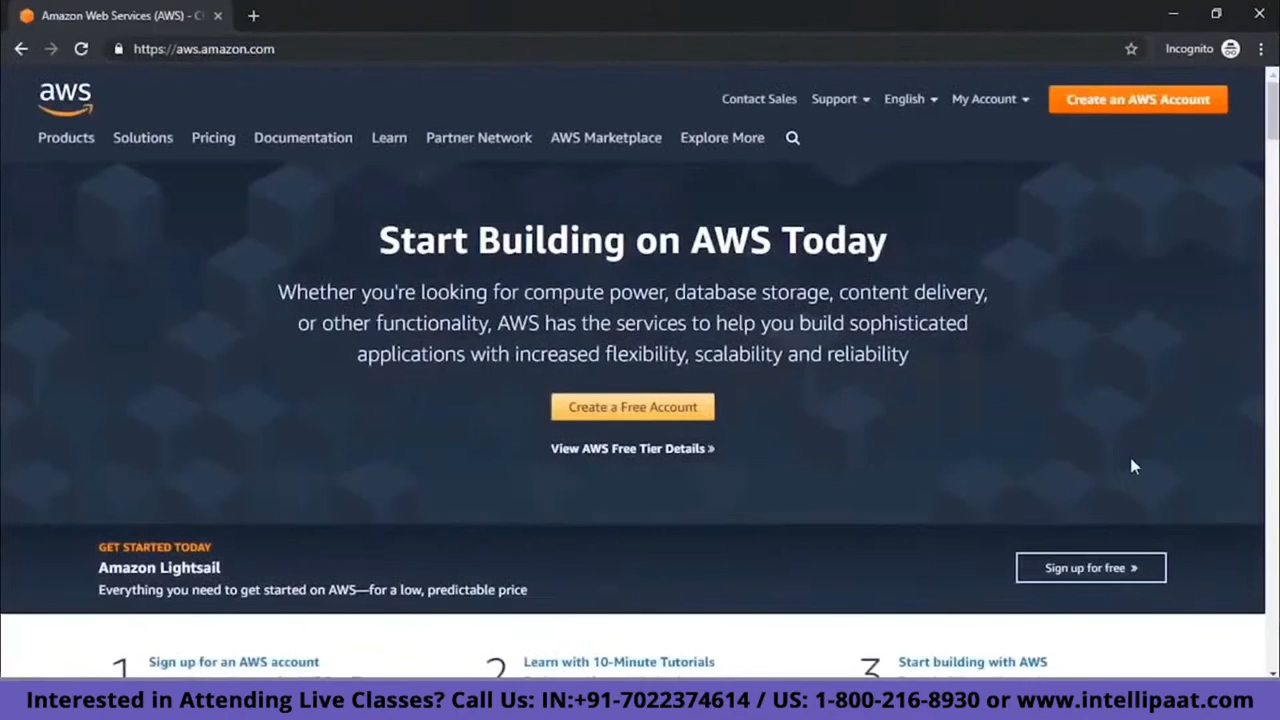 Amazon Web Services (AWS) - C
https://aws.amazon.com
Incognito
aws
Contact Sales Support English My Account Create an AWS Account
Products Solutions Pricing Documentation Learn Partner Network AWS Marketplace Explore More
Start Building on AWS Today
Whether you're looking for compute power, database storage, content delivery,
or other functionality, AWS has the services to help you build sophisticated
applications with increased flexibility, scalability and reliability
Create a Free Account
View AWS Free Tier Details »
GET STARTED TODAY
Amazon Lightsail
Everything you need to get started on AWS—for a low, predictable price
Sign up for free »
1 Sign up for an AWS account
2 Learn with 10-Minute Tutorials
3 Start building with AWS
Interested in Attending Live Classes? Call Us: IN:+91-7022374614 / US: 1-800-216-8930 or www.intellipaat.com